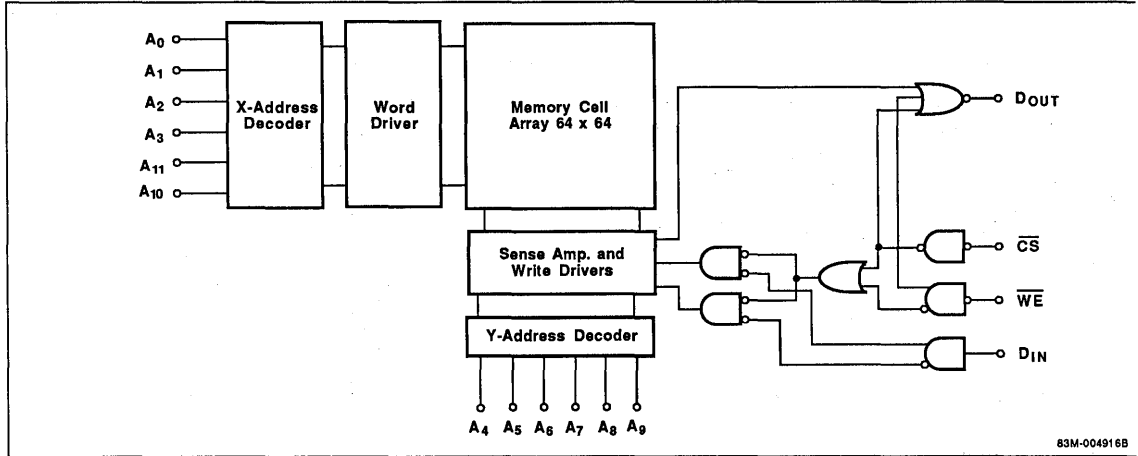 A0
A1
A2
A3
A11
A10
X-Address
Decoder
Word
Driver
Memory Cell
Array 64 x 64
DOUT
Sense Amp. and
Write Drivers
CS
WE
Y-Address Decoder
DIN
A4 A5 A6 A7 A8 A9
83M-004916B